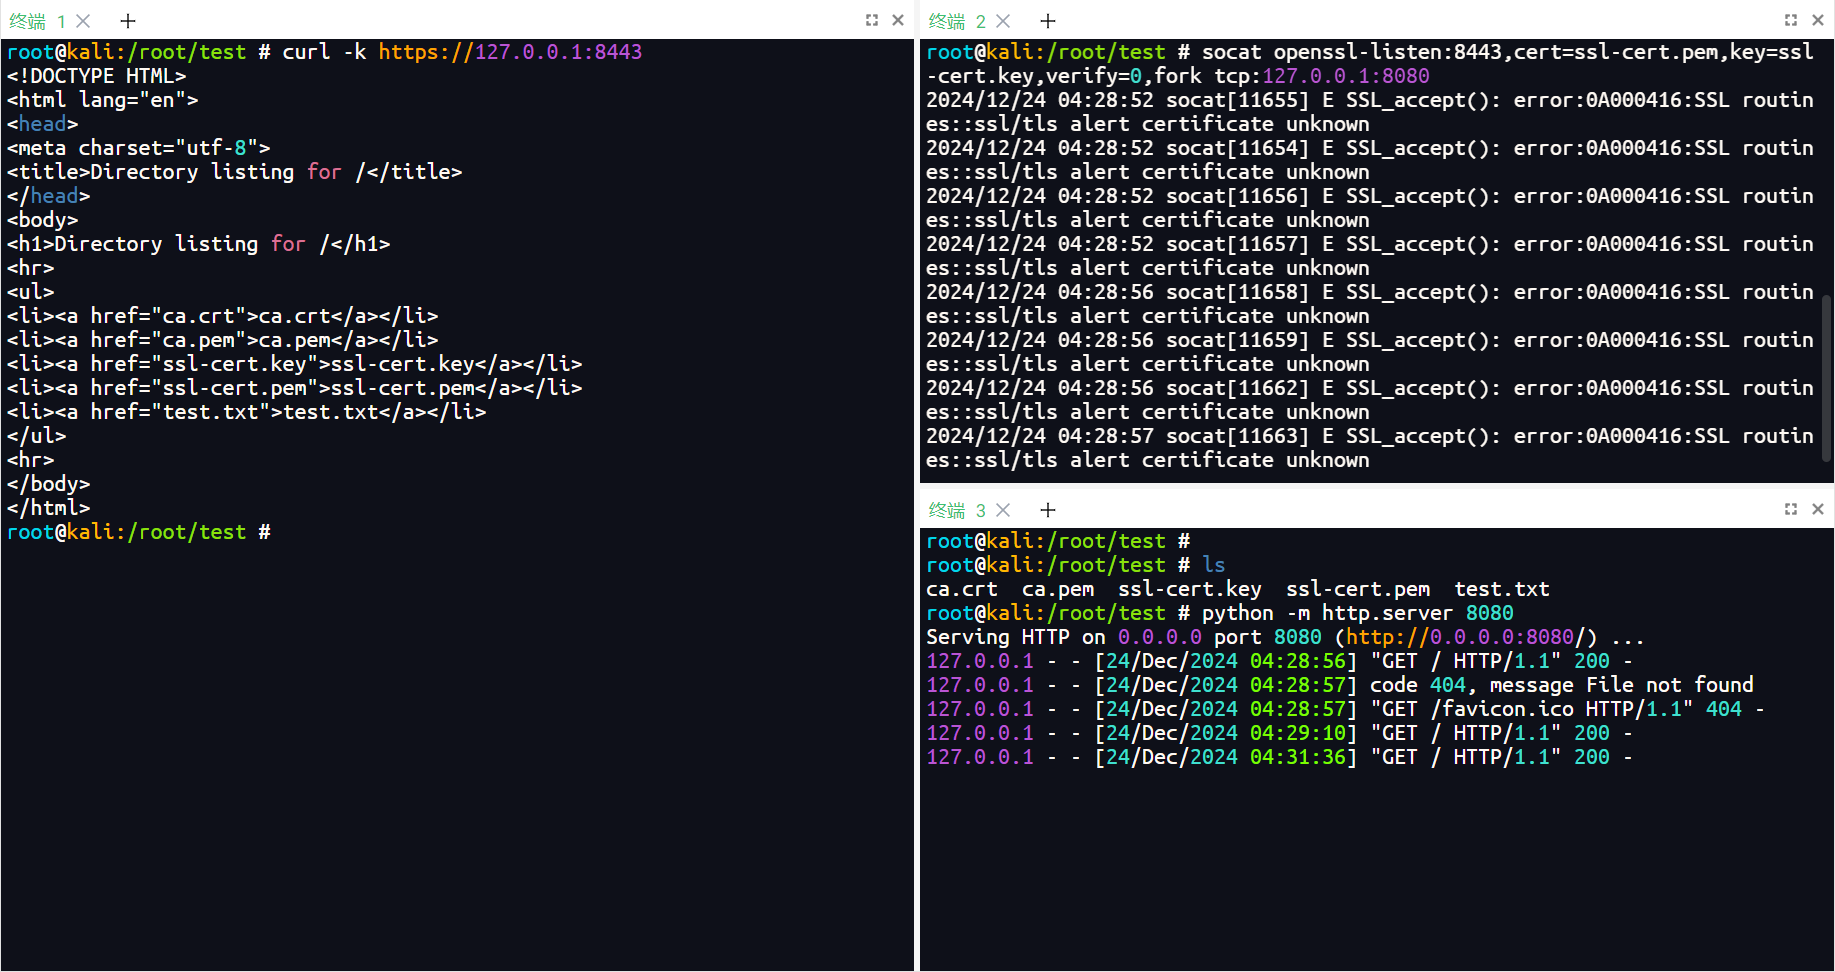 终端 1
root@kali:/root/test # curl -k https://127.0.0.1:8443
<!DOCTYPE HTML>
<html lang="en">
<head>
<meta charset="utf-8">
<title>Directory listing for /</title>
</head>
<body>
<h1>Directory listing for /</h1>
<hr>
<ul>
<li><a href="ca.crt">ca.crt</a></li>
<li><a href="ca.pem">ca.pem</a></li>
<li><a href="ssl-cert.key">ssl-cert.key</a></li>
<li><a href="ssl-cert.pem">ssl-cert.pem</a></li>
<li><a href="test.txt">test.txt</a></li>
</ul>
<hr>
</body>
</html>
root@kali:/root/test #
终端 2
root@kali:/root/test # socat openssl-listen:8443,cert=ssl-cert.pem,key=ssl
-cert.key,verify=0,fork tcp:127.0.0.1:8080
2024/12/24 04:28:52 socat[11655] E SSL_accept(): error:0A000416:SSL routin
es::ssl/tls alert certificate unknown
2024/12/24 04:28:52 socat[11654] E SSL_accept(): error:0A000416:SSL routin
es::ssl/tls alert certificate unknown
2024/12/24 04:28:52 socat[11656] E SSL_accept(): error:0A000416:SSL routin
es::ssl/tls alert certificate unknown
2024/12/24 04:28:52 socat[11657] E SSL_accept(): error:0A000416:SSL routin
es::ssl/tls alert certificate unknown
2024/12/24 04:28:56 socat[11658] E SSL_accept(): error:0A000416:SSL routin
es::ssl/tls alert certificate unknown
2024/12/24 04:28:56 socat[11659] E SSL_accept(): error:0A000416:SSL routin
es::ssl/tls alert certificate unknown
2024/12/24 04:28:56 socat[11662] E SSL_accept(): error:0A000416:SSL routin
es::ssl/tls alert certificate unknown
2024/12/24 04:28:57 socat[11663] E SSL_accept(): error:0A000416:SSL routin
es::ssl/tls alert certificate unknown
终端 3
root@kali:/root/test #
root@kali:/root/test # ls
ca.crt  ca.pem  ssl-cert.key  ssl-cert.pem  test.txt
root@kali:/root/test # python -m http.server 8080
Serving HTTP on 0.0.0.0 port 8080 (http://0.0.0.0:8080/) ...
127.0.0.1 - - [24/Dec/2024 04:28:56] "GET / HTTP/1.1" 200 -
127.0.0.1 - - [24/Dec/2024 04:28:57] code 404, message File not found
127.0.0.1 - - [24/Dec/2024 04:28:57] "GET /favicon.ico HTTP/1.1" 404 -
127.0.0.1 - - [24/Dec/2024 04:29:10] "GET / HTTP/1.1" 200 -
127.0.0.1 - - [24/Dec/2024 04:31:36] "GET / HTTP/1.1" 200 -